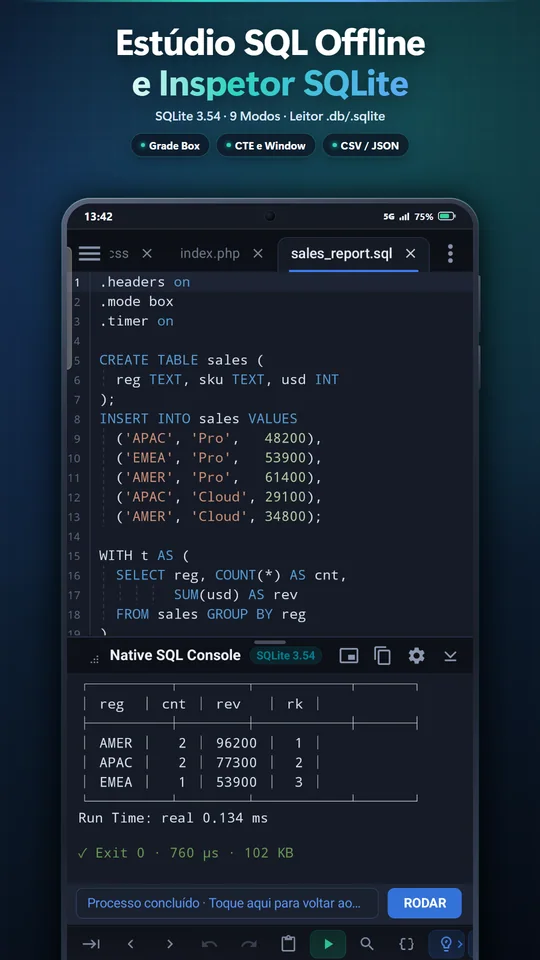 Estúdio SQL Offline
e Inspetor SQLite
SQLite 3.54 · 9 Modos · Leitor .db/.sqlite
Grade Box
CTE e Window
CSV / JSON
13:42
5G
75%
css
index.php
sales_report.sql
1 .headers on
2 .mode box
3 .timer on
4
5 CREATE TABLE sales (
6 reg TEXT, sku TEXT, usd INT
7 );
8 INSERT INTO sales VALUES
9 ('APAC', 'Pro', 48200),
10 ('EMEA', 'Pro', 53900),
11 ('AMER', 'Pro', 61400),
12 ('APAC', 'Cloud', 29100),
13 ('AMER', 'Cloud', 34800);
14
15 WITH t AS (
16 SELECT reg, COUNT(*) AS cnt,
17 SUM(usd) AS rev
18 FROM sales GROUP BY reg
19 )
Native SQL Console
SQLite 3.54
reg | cnt | rev | rk
AMER | 2 | 96200 | 1
APAC | 2 | 77300 | 2
EMEA | 1 | 53900 | 3
Run Time: real 0.134 ms
✓ Exit 0 · 760 µs · 102 KB
Processo concluído · Toque aqui para voltar ao…
RODAR